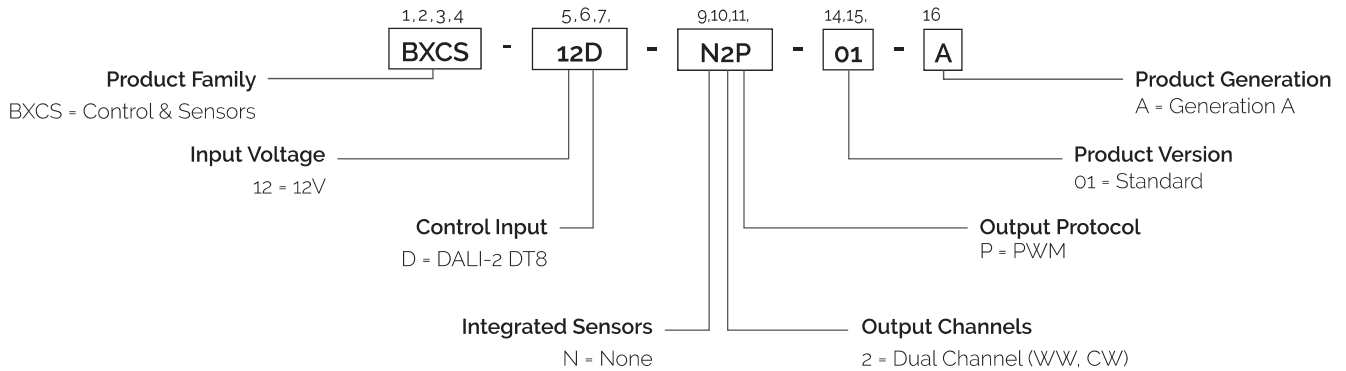 1,2,3,4 5,6,7, 9,10,11, 14,15, 16
BXCS - 12D - N2P - 01 - A
Product Family
BXCS = Control & Sensors
Product Generation
A = Generation A
Input Voltage
12 = 12V
Product Version
01 = Standard
Control Input
D = DALI-2 DT8
Output Protocol
P = PWM
Integrated Sensors
N = None
Output Channels
2 = Dual Channel (WW, CW)